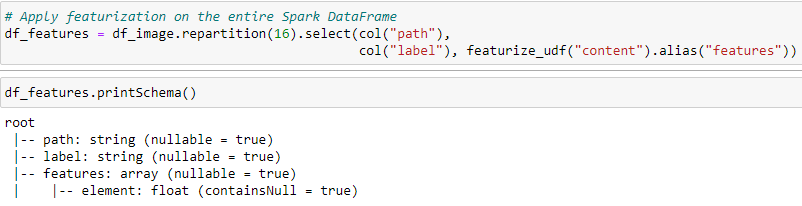 # Apply featurization on the entire Spark DataFrame
df_features = df_image.repartition(16).select(col("path"),
                                              col("label"), featurize_udf("content").alias("features"))
df_features.printSchema()
root
 |-- path: string (nullable = true)
 |-- label: string (nullable = true)
 |-- features: array (nullable = true)
 |    |-- element: float (containsNull = true)